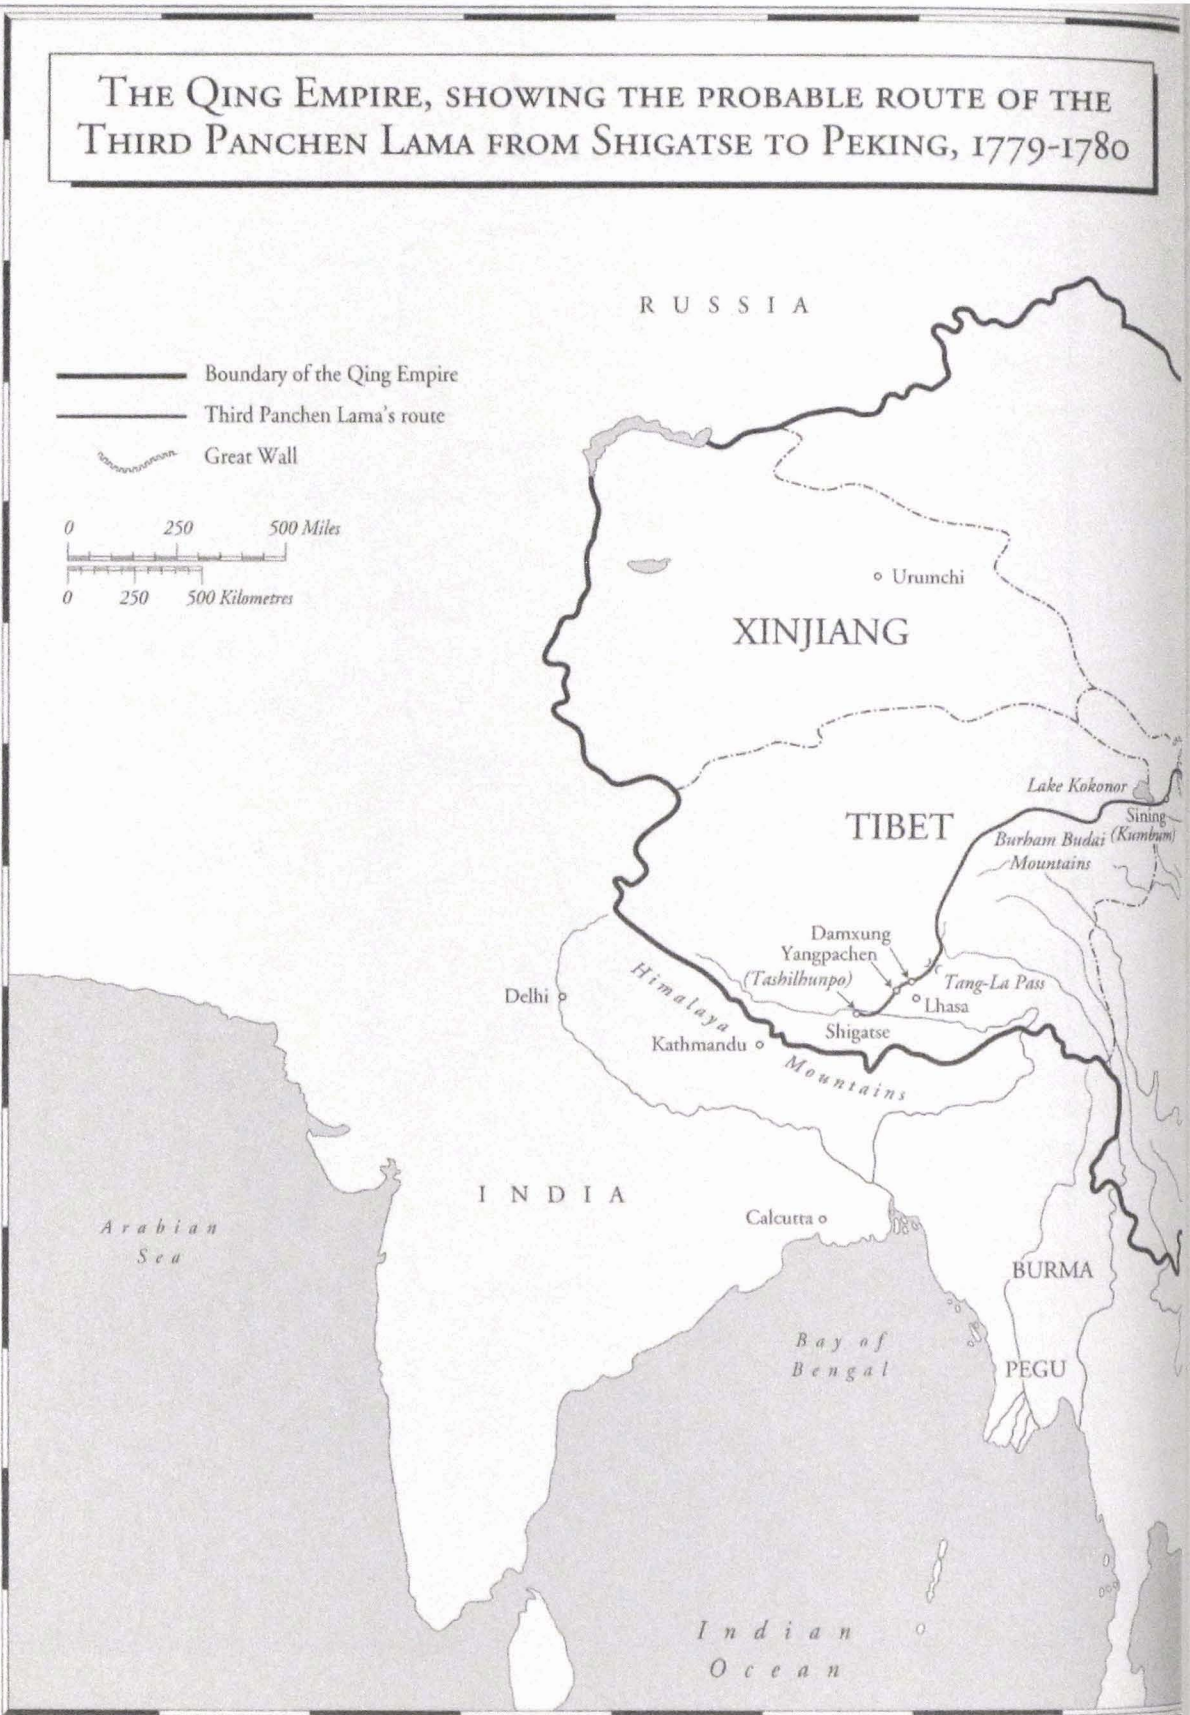 THE QING EMPIRE, SHOWING THE PROBABLE ROUTE OF THE
THIRD PANCHEN LAMA FROM SHIGATSE TO PEKING, 1779-1780
RUSSIA
Boundary of the Qing Empire
Third Panchen Lama's route
Great Wall
0 250 500 Miles
0 250 500 Kilometres
Urumchi
XINJIANG
Lake Kokonor
TIBET
Sining
(Kumbum)
Burham Budai
Mountains
Damxung
Yangpachen
(Tashilhunpo)
Tang-La Pass
Lhasa
Shigatse
Delhi
Himalaya
Mountains
Kathmandu
INDIA
Calcutta
Arabian
Sea
BURMA
Bay of
Bengal
PEGU
Indian
Ocean